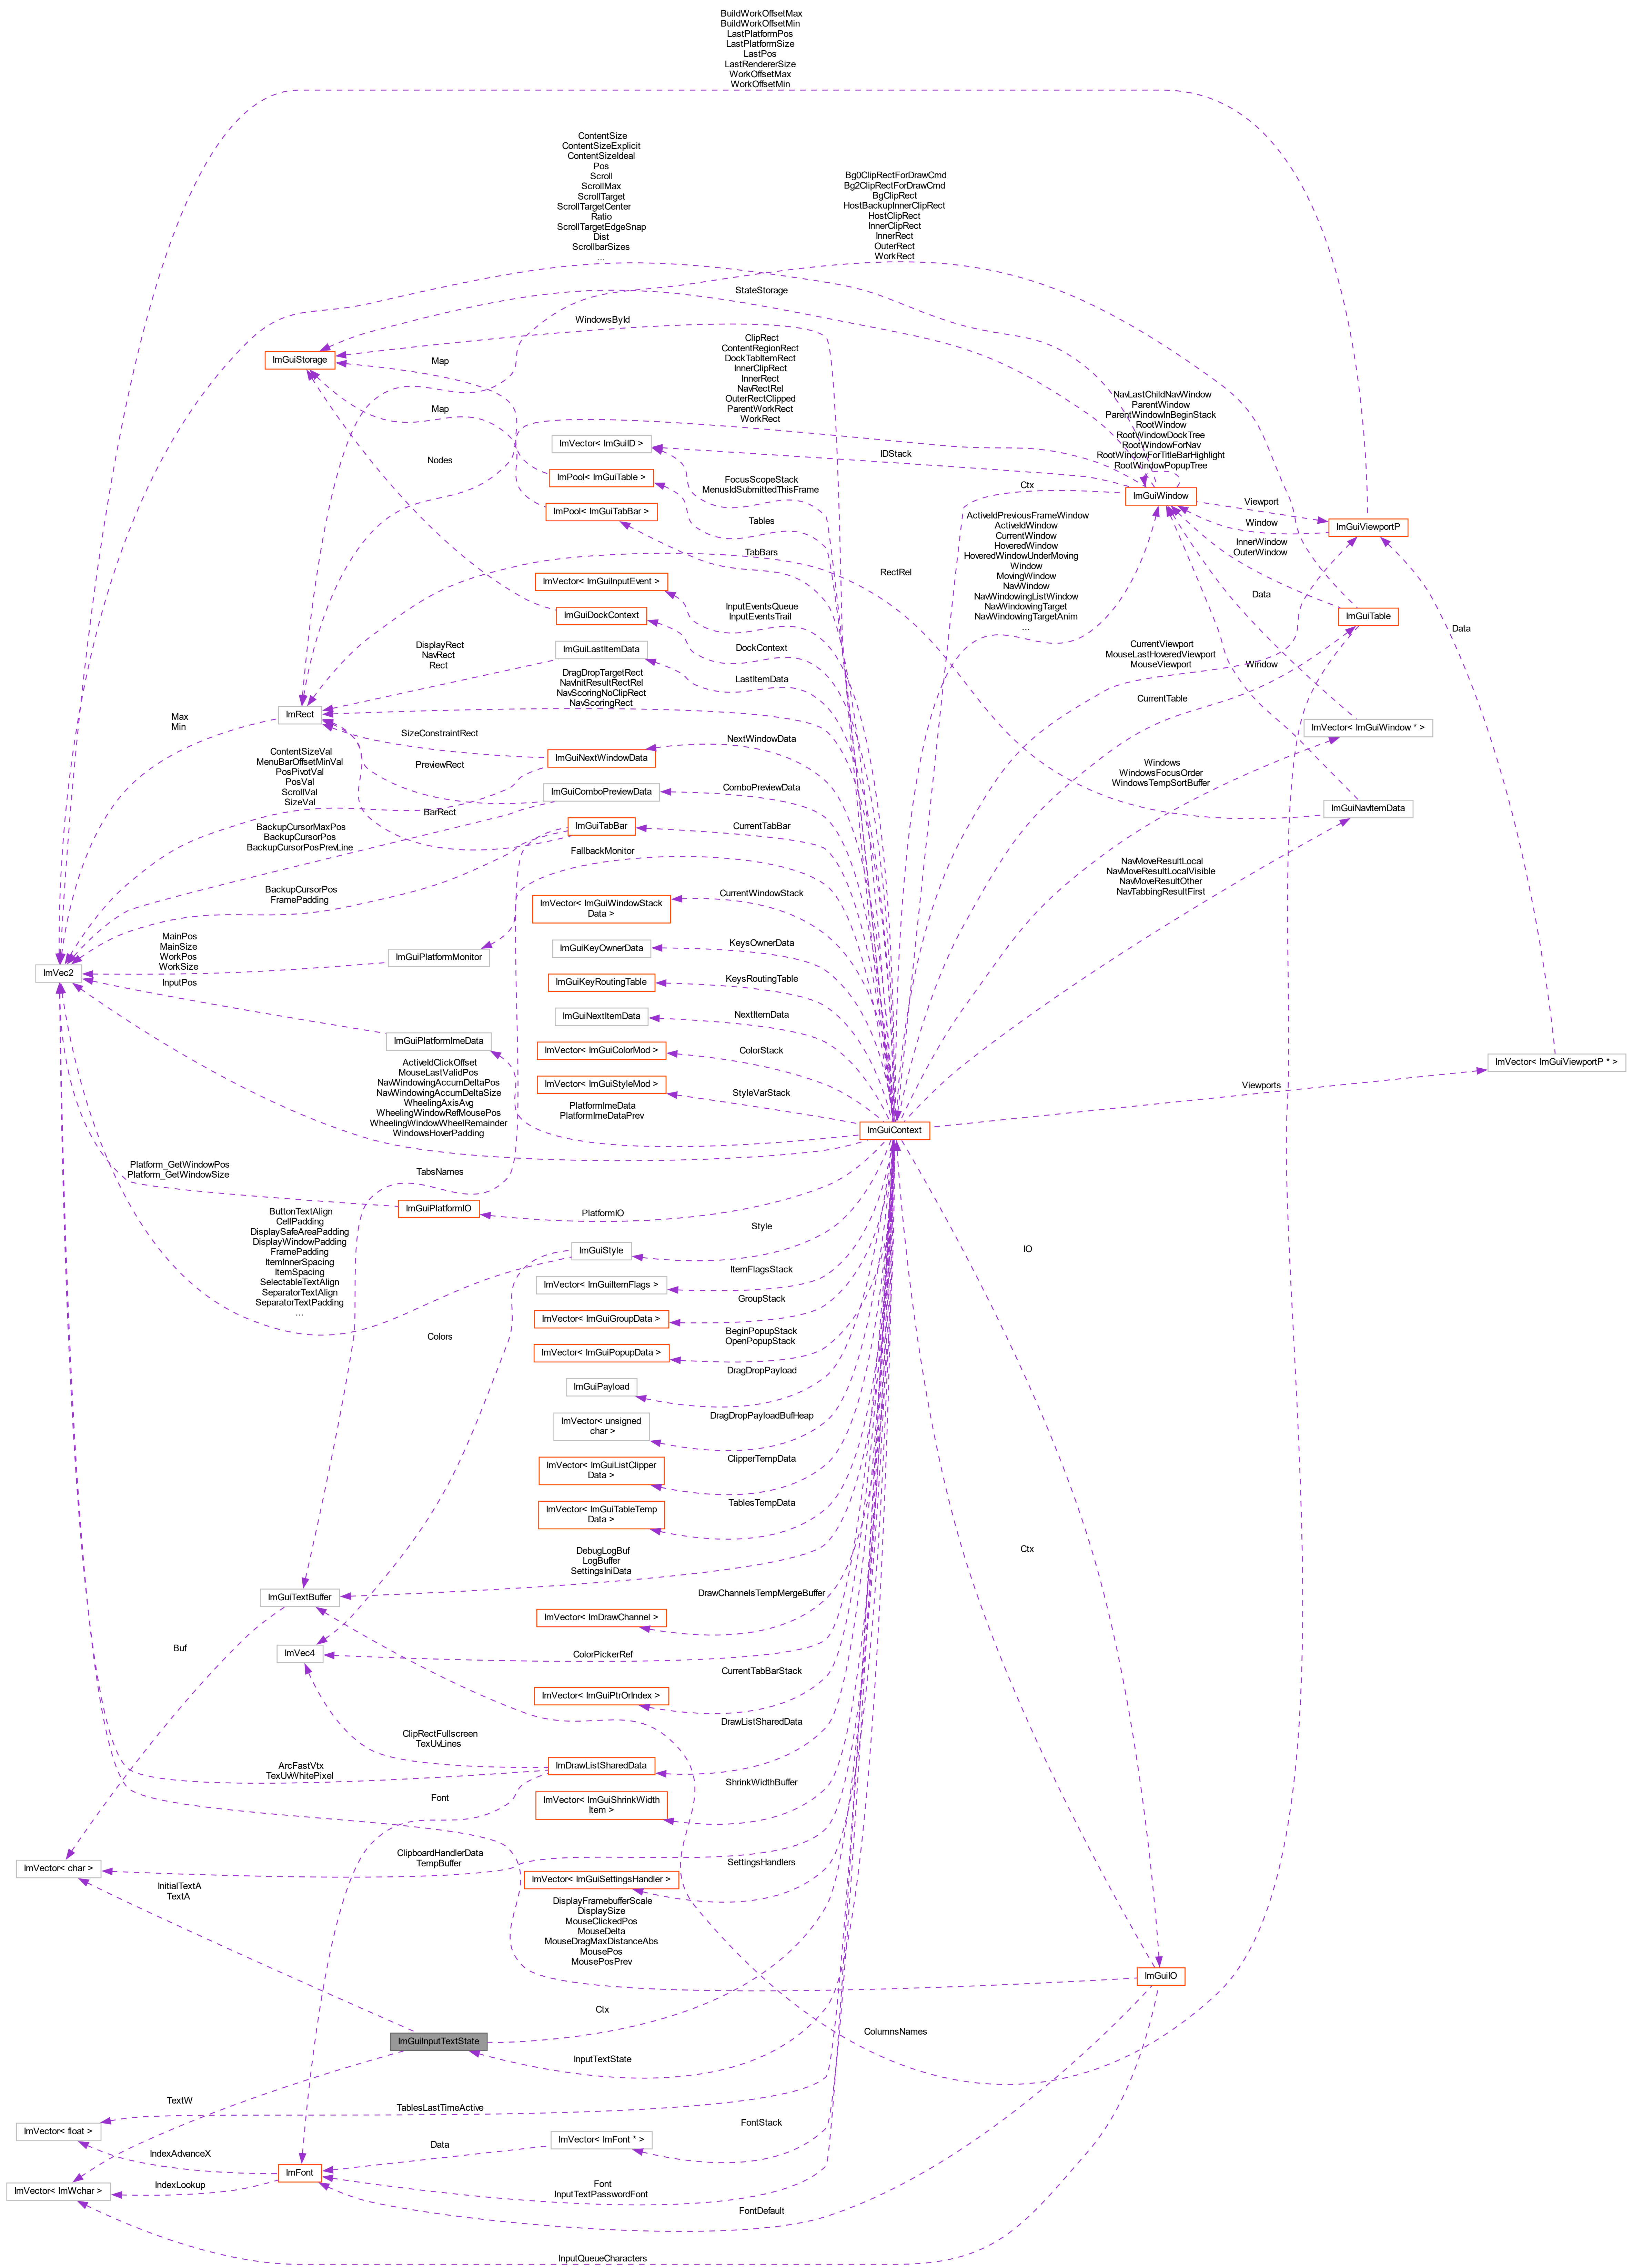 BuildWorkOffsetMax
BuildWorkOffsetMin
LastPlatformPos
LastPlatformSize
LastPos
LastRendererSize
WorkOffsetMax
WorkOffsetMin
ContentSize
ContentSizeExplicit
ContentSizeIdeal
Pos
Scroll
ScrollMax
ScrollTarget
ScrollTargetCenter
Ratio
ScrollTargetEdgeSnap
Dist
ScrollbarSizes
...
Bg0ClipRectForDrawCmd
Bg2ClipRectForDrawCmd
BgClipRect
HostBackupInnerClipRect
HostClipRect
InnerClipRect
InnerRect
OuterRect
WorkRect
StateStorage
WindowsById
ImGuiStorage
Map
ClipRect
ContentRegionRect
DockTabItemRect
InnerClipRect
InnerRect
NavRectRel
OuterRectClipped
ParentWorkRect
WorkRect
Map
NavLastChildNavWindow
ParentWindow
ParentWindowInBeginStack
RootWindow
RootWindowDockTree
RootWindowForNav
RootWindowForTitleBarHighlight
RootWindowPopupTree
ImVector< ImGuiID >
IDStack
Nodes
ImPool< ImGuiTable >
FocusScopeStack
MenusIdSubmittedThisFrame
Ctx
ImGuiWindow
Viewport
ImPool< ImGuiTabBar >
Tables
ActiveIdPreviousFrameWindow
ActiveIdWindow
CurrentWindow
HoveredWindow
HoveredWindowUnderMoving
Window
MovingWindow
NavWindow
NavWindowingListWindow
NavWindowingTarget
NavWindowingTargetAnim
...
Window
ImGuiViewportP
InnerWindow
OuterWindow
TabBars
RectRel
ImVector< ImGuiInputEvent >
Data
ImGuiDockContext
InputEventsQueue
InputEventsTrail
ImGuiTable
Data
DisplayRect
NavRect
Rect
ImGuiLastItemData
DockContext
CurrentViewport
MouseLastHoveredViewport
MouseViewport
Window
DragDropTargetRect
NavInitResultRectRel
NavScoringNoClipRect
NavScoringRect
LastItemData
CurrentTable
ImRect
Max
Min
SizeConstraintRect
ImGuiNextWindowData
NextWindowData
ImVector< ImGuiWindow * >
ContentSizeVal
MenuBarOffsetMinVal
PosPivotVal
PosVal
ScrollVal
SizeVal
PreviewRect
ImGuiComboPreviewData
ComboPreviewData
Windows
WindowsFocusOrder
WindowsTempSortBuffer
ImGuiNavItemData
BarRect
BackupCursorMaxPos
BackupCursorPos
BackupCursorPosPrevLine
ImGuiTabBar
CurrentTabBar
FallbackMonitor
NavMoveResultLocal
NavMoveResultLocalVisible
NavMoveResultOther
NavTabbingResultFirst
BackupCursorPos
FramePadding
ImVector< ImGuiWindowStack
Data >
CurrentWindowStack
MainPos
MainSize
WorkPos
WorkSize
ImGuiPlatformMonitor
ImGuiKeyOwnerData
KeysOwnerData
ImVec2
InputPos
ImGuiKeyRoutingTable
KeysRoutingTable
ImGuiNextItemData
NextItemData
ImGuiPlatformImeData
ImVector< ImGuiColorMod >
ColorStack
ImVector< ImGuiViewportP * >
ActiveIdClickOffset
MouseLastValidPos
NavWindowingAccumDeltaPos
NavWindowingAccumDeltaSize
WheelingAxisAvg
WheelingWindowRefMousePos
WheelingWindowWheelRemainder
WindowsHoverPadding
ImVector< ImGuiStyleMod >
StyleVarStack
Viewports
PlatformImeData
PlatformImeDataPrev
ImGuiContext
Platform_GetWindowPos
Platform_GetWindowSize
TabsNames
ImGuiPlatformIO
PlatformIO
ButtonTextAlign
CellPadding
DisplaySafeAreaPadding
DisplayWindowPadding
FramePadding
ItemInnerSpacing
ItemSpacing
SelectableTextAlign
SeparatorTextAlign
SeparatorTextPadding
...
ImGuiStyle
Style
IO
ImVector< ImGuiItemFlags >
ItemFlagsStack
ImVector< ImGuiGroupData >
GroupStack
Colors
ImVector< ImGuiPopupData >
BeginPopupStack
OpenPopupStack
ImGuiPayload
DragDropPayload
ImVector< unsigned
char >
DragDropPayloadBufHeap
ImVector< ImGuiListClipper
Data >
ClipperTempData
ImVector< ImGuiTableTemp
Data >
TablesTempData
Ctx
DebugLogBuf
LogBuffer
SettingsIniData
ImGuiTextBuffer
DrawChannelsTempMergeBuffer
ImVector< ImDrawChannel >
Buf
ImVec4
ColorPickerRef
CurrentTabBarStack
ImVector< ImGuiPtrOrIndex >
ClipRectFullscreen
TexUvLines
DrawListSharedData
ArcFastVtx
TexUvWhitePixel
ImDrawListSharedData
Font
ImVector< ImGuiShrinkWidth
Item >
ShrinkWidthBuffer
ImVector< char >
ClipboardHandlerData
TempBuffer
ImVector< ImGuiSettingsHandler >
SettingsHandlers
InitialTextA
TextA
DisplayFramebufferScale
DisplaySize
MouseClickedPos
MouseDelta
MouseDragMaxDistanceAbs
MousePos
MousePosPrev
ImGuiIO
Ctx
ImGuiInputTextState
ColumnsNames
InputTextState
TextW
TablesLastTimeActive
ImVector< float >
FontStack
ImVector< ImFont * >
Data
IndexAdvanceX
ImFont
IndexLookup
ImVector< ImWchar >
Font
InputTextPasswordFont
FontDefault
InputQueueCharacters